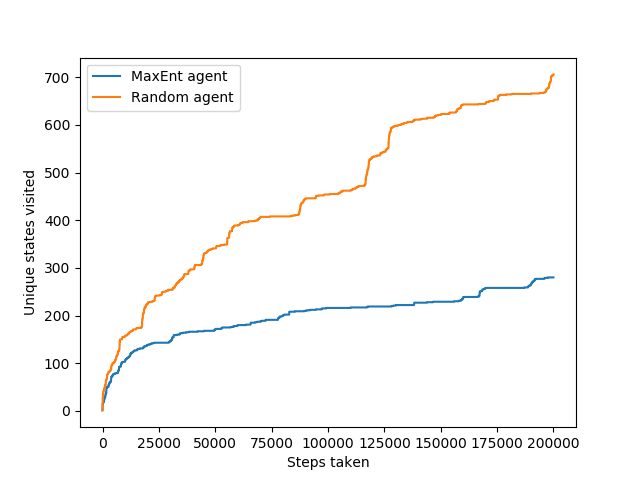 MaxEnt agent
Random agent
Unique states visited
700
600
500
400
300
200
100
0
0 25000 50000 75000 100000 125000 150000 175000 200000
Steps taken